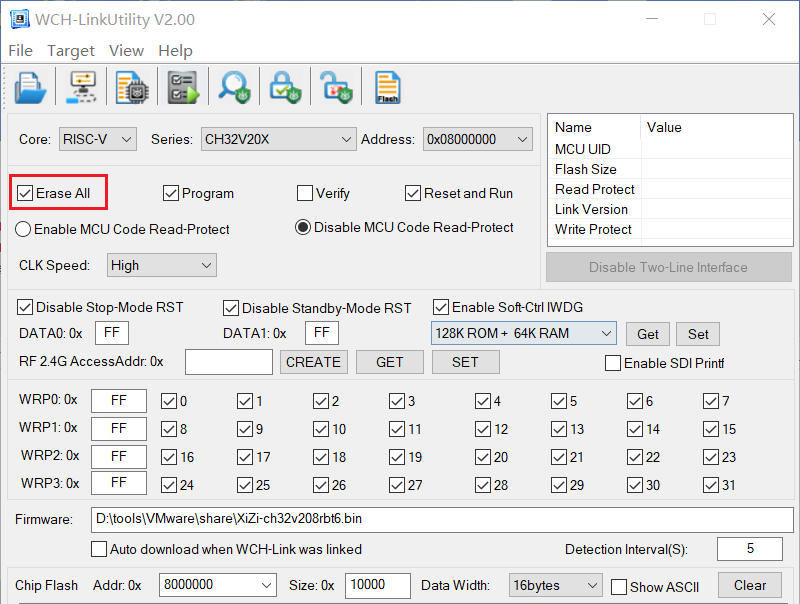 WCH-LinkUtility V2.00
File Target View Help
Flash
Core: RISC-V Series: CH32V20X Address: 0x08000000
Erase All Program Verify Reset and Run
Enable MCU Code Read-Protect Disable MCU Code Read-Protect
CLK Speed: High
Name Value
MCU UID
Flash Size
Read Protect
Link Version
Write Protect
Disable Two-Line Interface
Disable Stop-Mode RST Disable Standby-Mode RST Enable Soft-Ctrl IWDG
DATA0: 0x FF DATA1: 0x FF 128K ROM + 64K RAM Get Set
RF 2.4G AccessAddr: 0x CREATE GET SET Enable SDI Printf
WRP0: 0x FF 0 1 2 3 4 5 6 7
WRP1: 0x FF 8 9 10 11 12 13 14 15
WRP2: 0x FF 16 17 18 19 20 21 22 23
WRP3: 0x FF 24 25 26 27 28 29 30 31
Firmware: D:\tools\VMware\share\XiZi-ch32v208rbt6.bin
Auto download when WCH-Link was linked Detection Interval(S): 5
Chip Flash Addr: 0x 8000000 Size: 0x 10000 Data Width: 16bytes Show ASCII Clear